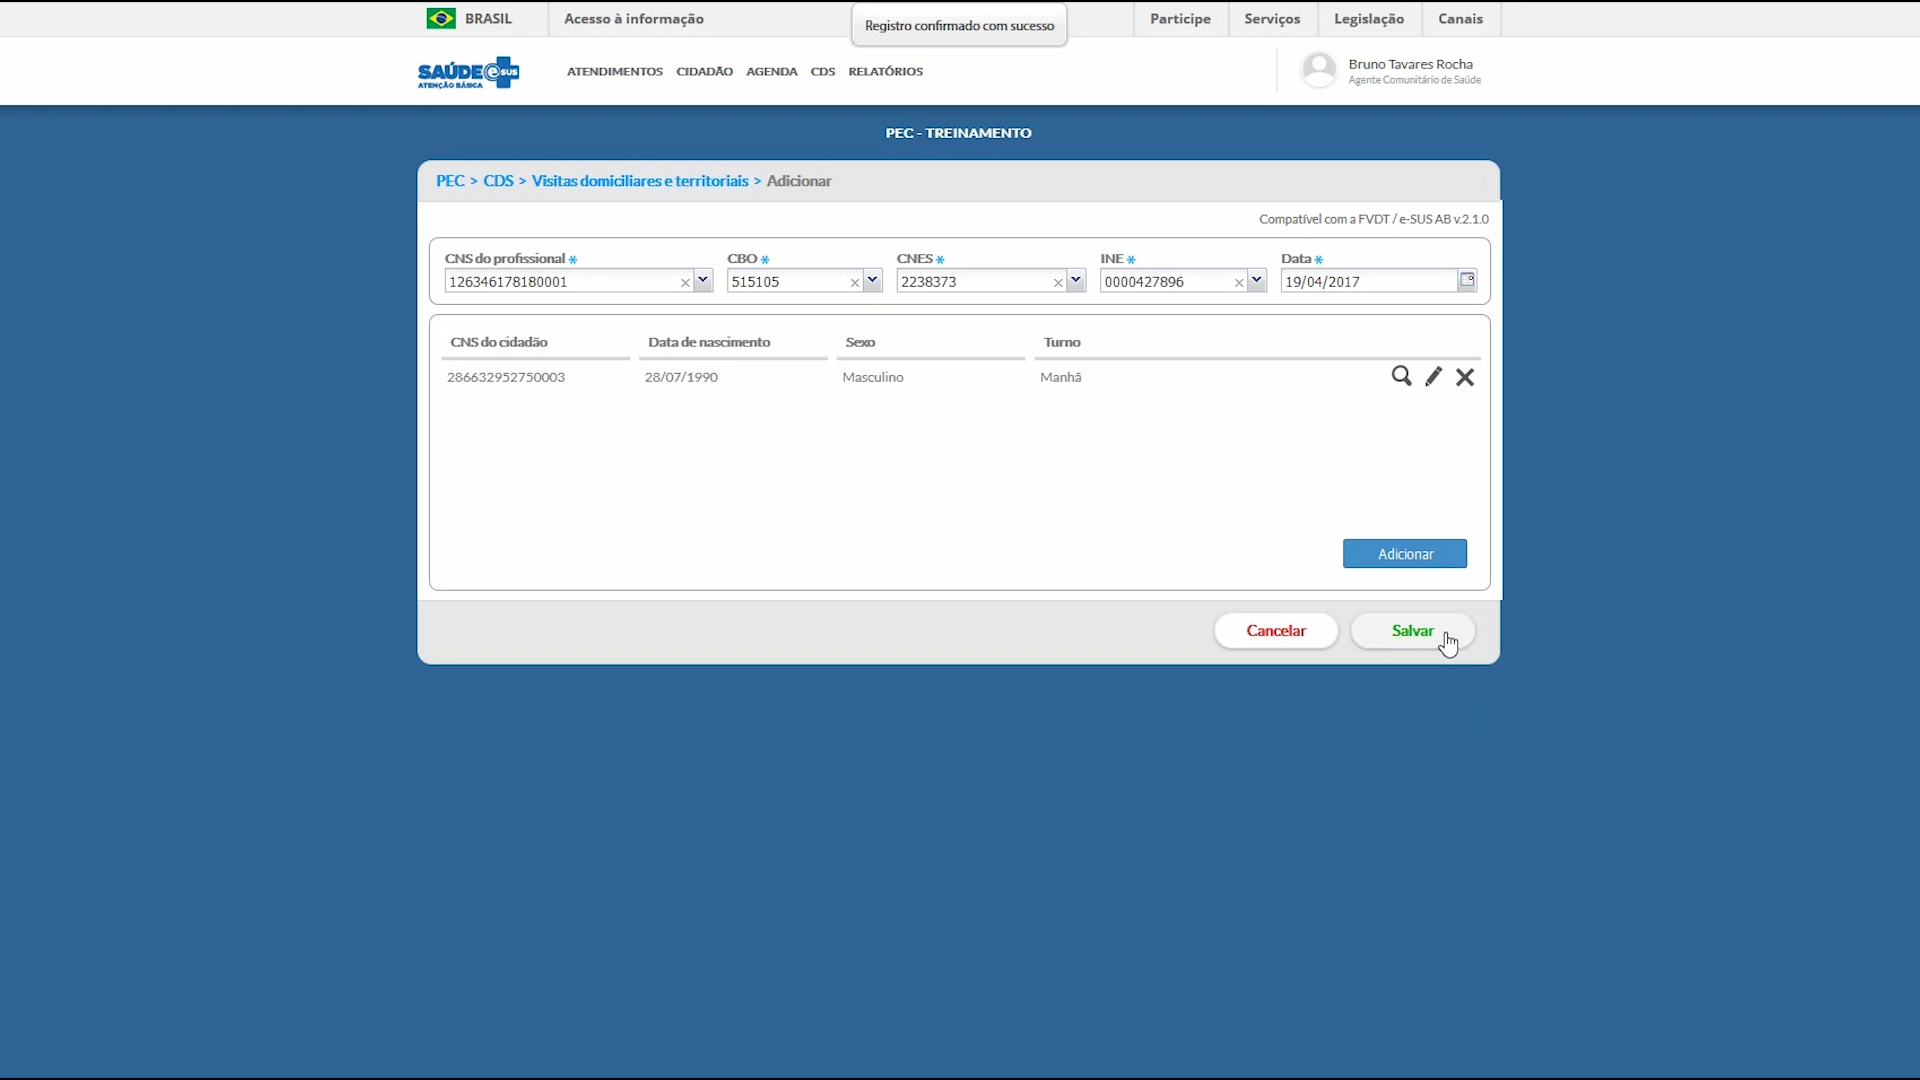 BRASIL
Acesso à informação
Registro confirmado com sucesso
Participe
Serviços
Legislação
Canais
SAÚDE e SUS
ATENÇÃO BÁSICA
ATENDIMENTOS CIDADÃO AGENDA CDS RELATÓRIOS
Bruno Tavares Rocha
Agente Comunitário de Saúde
PEC - TREINAMENTO
PEC > CDS > Visitas domiciliares e territoriais > Adicionar
Compatível com a FVDT / e-SUS AB v.2.1.0
CNS do profissional * CBO * CNES * INE * Data *
126346178180001 515105 2238373 0000427896 19/04/2017
CNS do cidadão Data de nascimento Sexo Turno
286632952750003 28/07/1990 Masculino Manhã
Adicionar
Cancelar Salvar